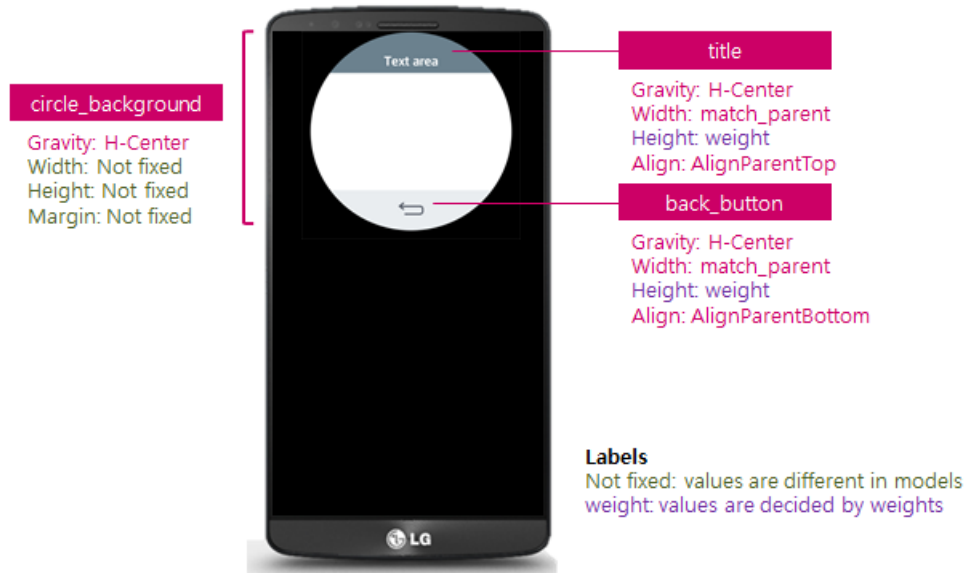 circle_background
Gravity: H-Center
Width: Not fixed
Height: Not fixed
Margin: Not fixed
Text area
LG
title
Gravity: H-Center
Width: match_parent
Height: weight
Align: AlignParentTop
back_button
Gravity: H-Center
Width: match_parent
Height: weight
Align: AlignParentBottom
Labels
Not fixed: values are different in models
weight: values are decided by weights